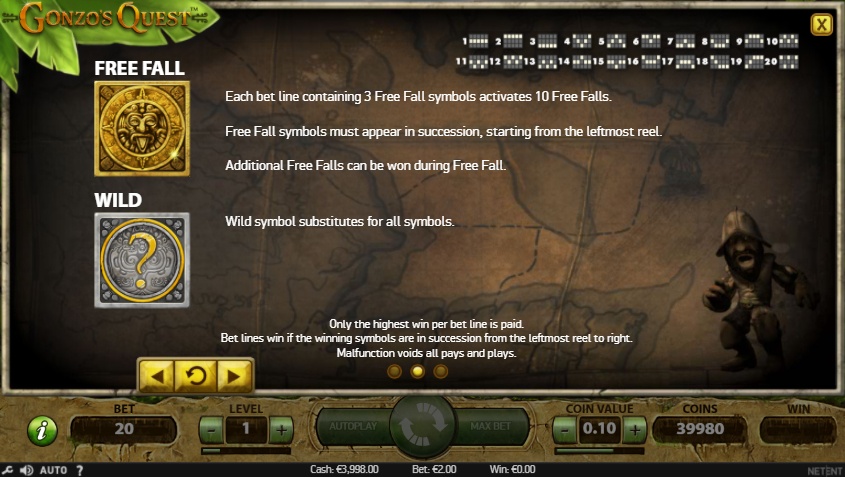 GONZO'S QUEST™
X
1 2 3 4 5 6 7 8 9 10
11 12 13 14 15 16 17 18 19 20
FREE FALL
Each bet line containing 3 Free Fall symbols activates 10 Free Falls.
Free Fall symbols must appear in succession, starting from the leftmost reel.
Additional Free Falls can be won during Free Fall.
WILD
?
Wild symbol substitutes for all symbols.
Only the highest win per bet line is paid.
Bet lines win if the winning symbols are in succession from the leftmost reel to right.
Malfunction voids all pays and plays.
BET LEVEL COIN VALUE COINS WIN
i 20 - 1 + AUTOPLAY MAX BET - 0.10 + 39980
AUTO ? Cash: €3,998.00 Bet: €2.00 Win: €0.00 NETENT